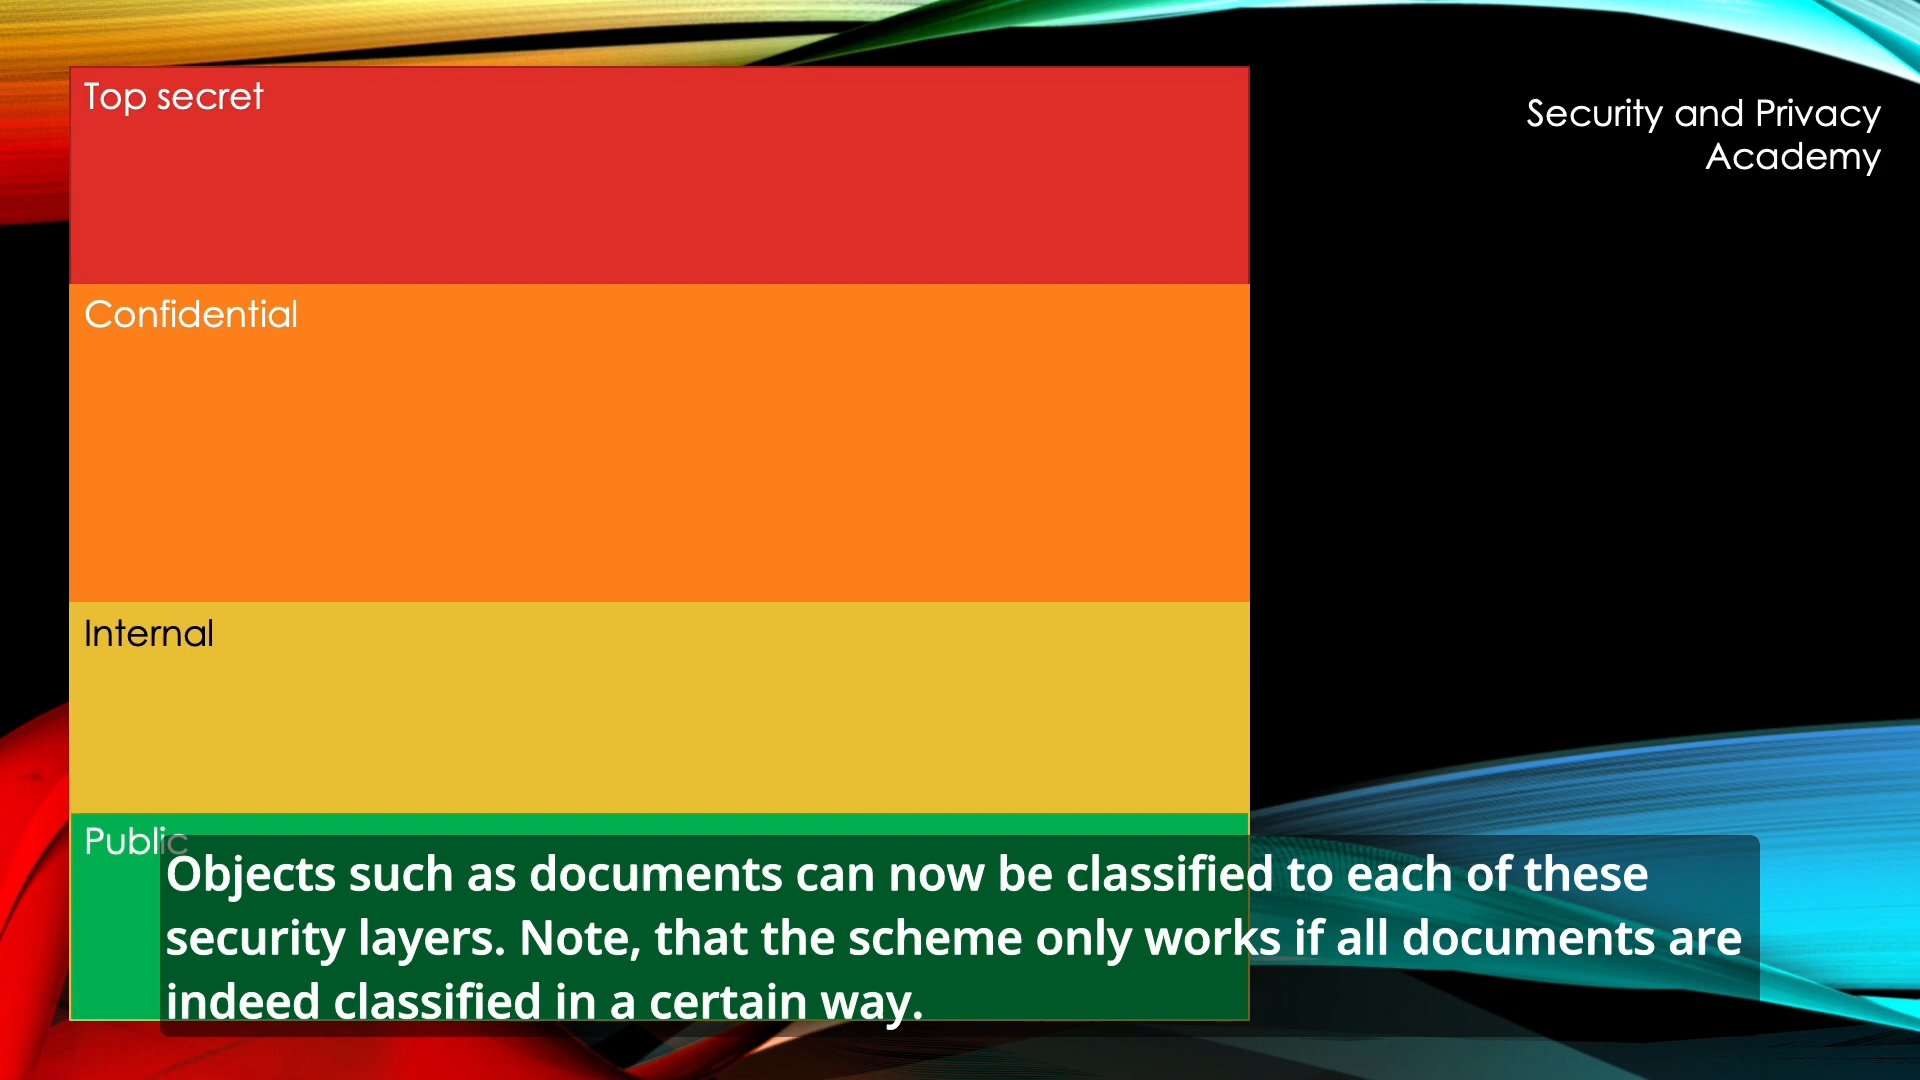 Top secret
Security and Privacy
Academy
Confidential
Internal
Public
Objects such as documents can now be classified to each of these
security layers. Note, that the scheme only works if all documents are
indeed classified in a certain way.